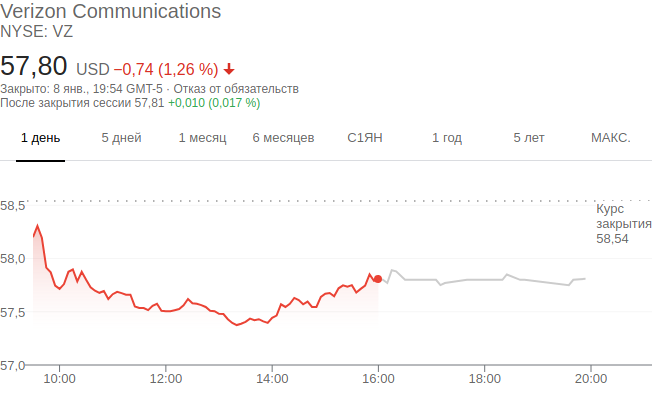 Verizon Communications
NYSE: VZ
57,80 USD −0,74 (1,26 %)
Закрыто: 8 янв., 19:54 GMT-5 · Отказ от обязательств
После закрытия сессии 57,81 +0,010 (0,017 %)
1 день 5 дней 1 месяц 6 месяцев С1ЯН 1 год 5 лет МАКС.
58,5
Курс
закрытия
58,54
58,0
57,5
57,0
10:00 12:00 14:00 16:00 18:00 20:00